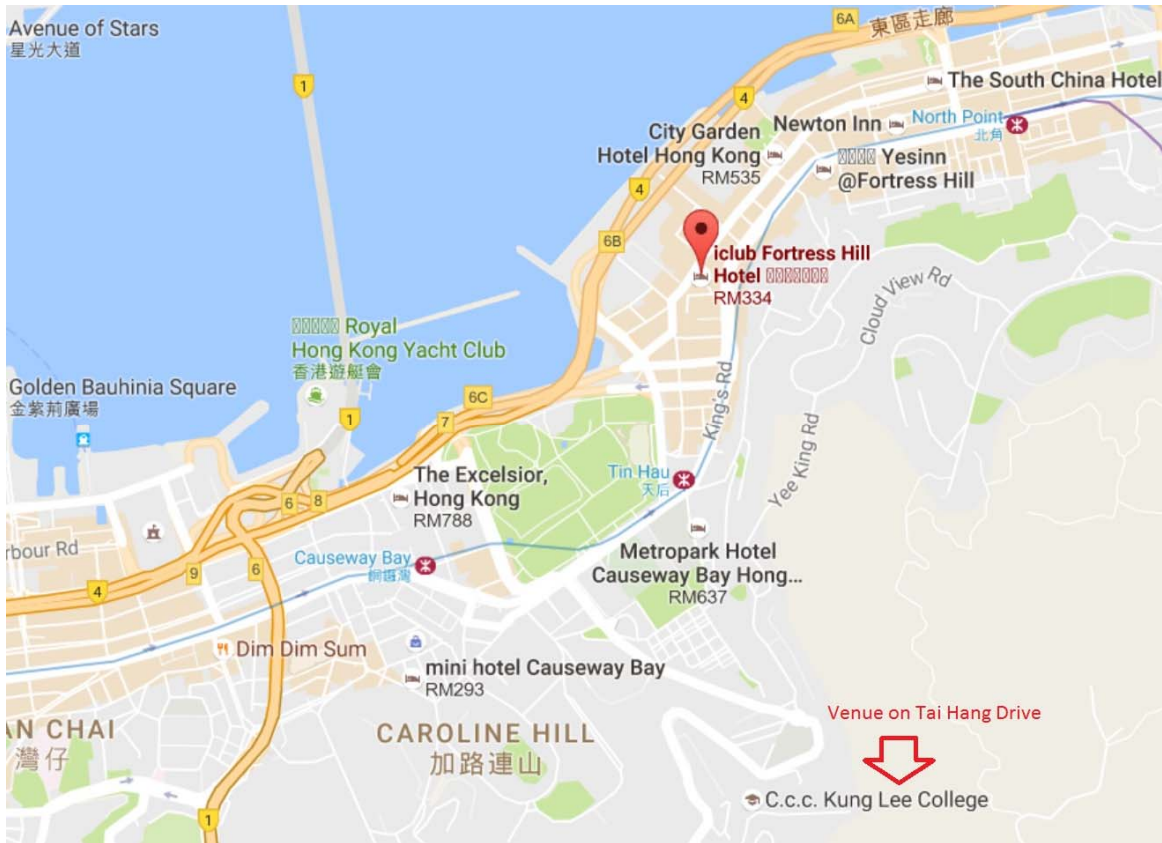 Avenue of Stars
星光大道
1
6A
東區走廊
4
The South China Hotel
City Garden
Hotel Hong Kong
RM535
Newton Inn
North Point
北角
Yesinn
@Fortress Hill
4
6B
iclub Fortress Hill
Hotel
RM334
Cloud View Rd
Royal
Hong Kong Yacht Club
香港遊艇會
Golden Bauhinia Square
金紫荊廣場
1
6C
7
King's Rd
Yee King Rd
Tin Hau
天后
The Excelsior,
Hong Kong
RM788
6
8
rbour Rd
Causeway Bay
銅鑼灣
Metropark Hotel
Causeway Bay Hong...
RM637
9
6
4
Dim Dim Sum
mini hotel Causeway Bay
RM293
AN CHAI
灣仔
CAROLINE HILL
加路連山
Venue on Tai Hang Drive
C.c.c. Kung Lee College
1